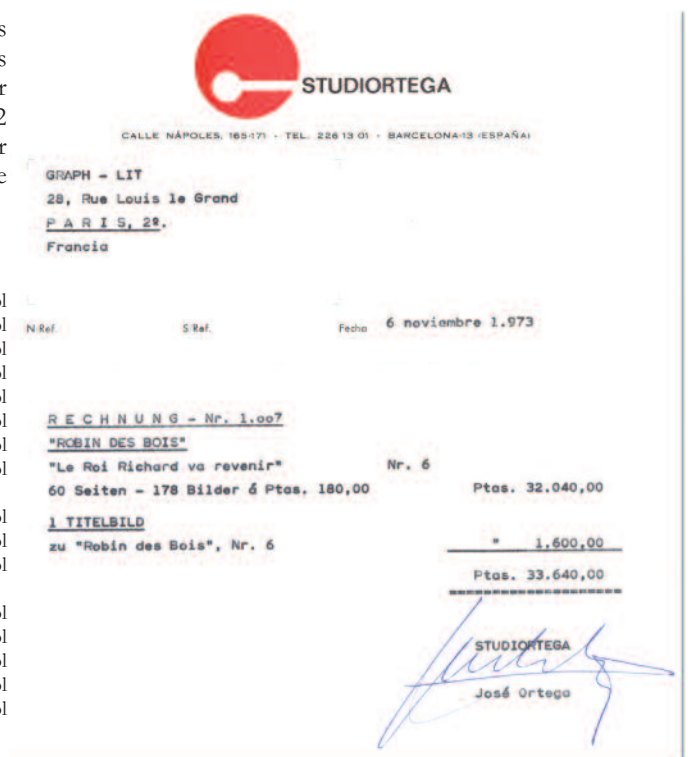 STUDIORTEGA
CALLE NÁPOLES, 165-171 - TEL. 226 13 01 - BARCELONA-13 (ESPAÑA)
GRAPH - LIT
28, Rue Louis le Grand
P A R I S, 2º.
Francia
N/Ref. S/Ref. Fecha 6 noviembre 1.973
R E C H N U N G - Nr. 1.oo7
"ROBIN DES BOIS"
"Le Roi Richard va revenir" Nr. 6
60 Seiten - 178 Bilder á Ptas. 180,00 Ptas. 32.040,00
1 TITELBILD
zu "Robin des Bois", Nr. 6 " 1.600,00
Ptas. 33.640,00
STUDIORTEGA
José Ortega